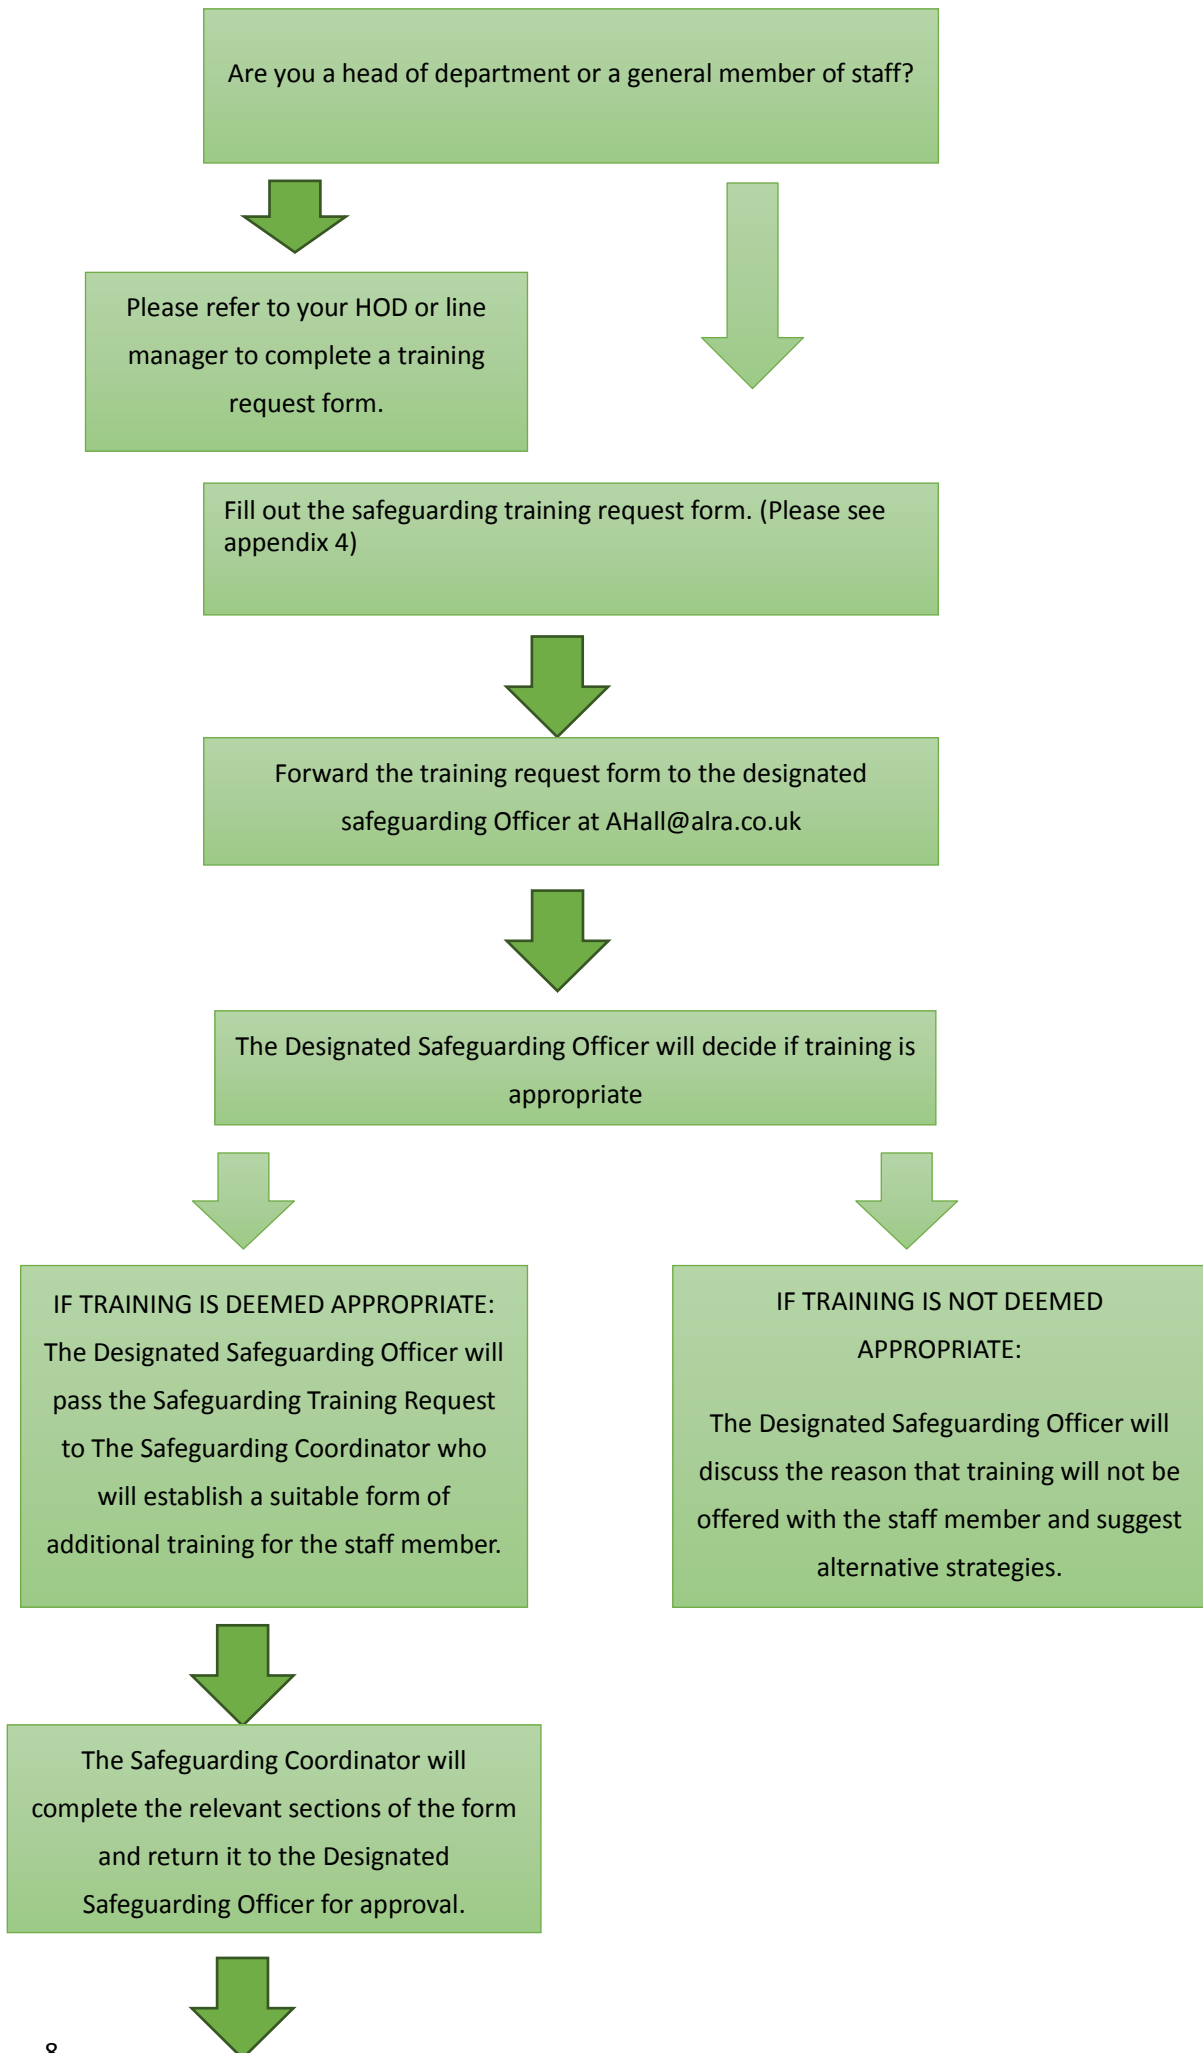 Are you a head of department or a general member of staff?
Please refer to your HOD or line
manager to complete a training
request form.
Fill out the safeguarding training request form. (Please see
appendix 4)
Forward the training request form to the designated
safeguarding Officer at AHall@alra.co.uk
The Designated Safeguarding Officer will decide if training is
appropriate
IF TRAINING IS DEEMED APPROPRIATE:
The Designated Safeguarding Officer will
pass the Safeguarding Training Request
to The Safeguarding Coordinator who
will establish a suitable form of
additional training for the staff member.
IF TRAINING IS NOT DEEMED
APPROPRIATE:
The Designated Safeguarding Officer will
discuss the reason that training will not be
offered with the staff member and suggest
alternative strategies.
The Safeguarding Coordinator will
complete the relevant sections of the form
and return it to the Designated
Safeguarding Officer for approval.
8